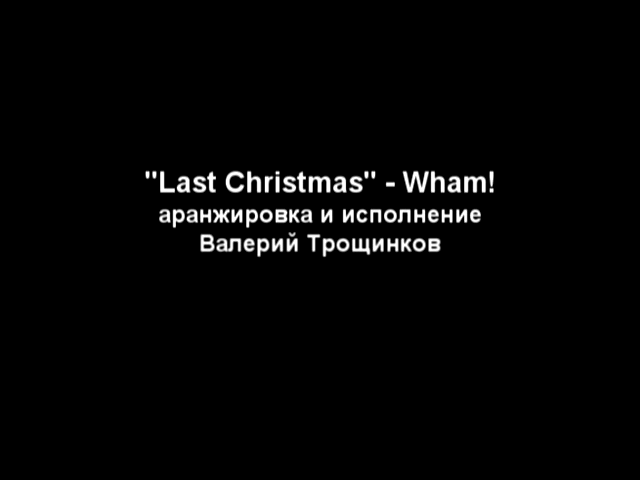 "Last Christmas" - Wham!
аранжировка и исполнение
Валерий Трощинков